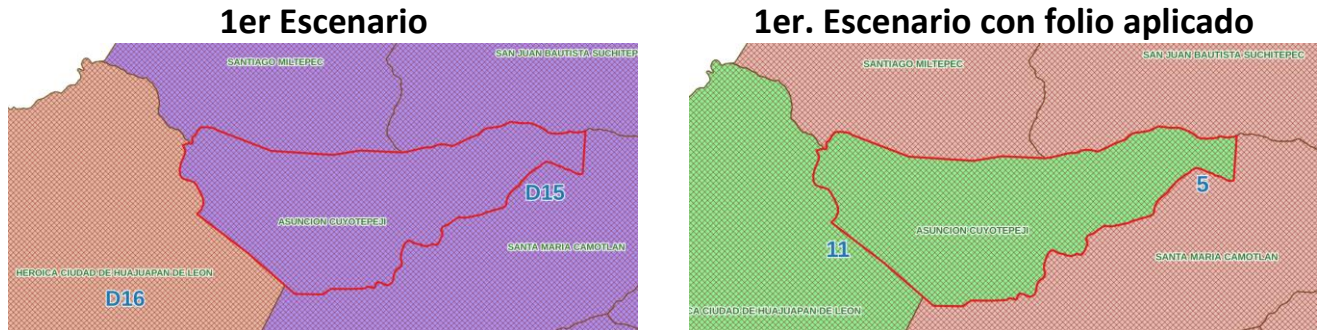 1er Escenario
SANTIAGO MILTEPEC
SAN JUAN BAUTISTA SUCHITEP
D15
ASUNCION CUYOTEPEJI
SANTA MARIA CAMOTLAN
HEROICA CIUDAD DE HUAJUAPAN DE LEON
D16
1er. Escenario con folio aplicado
SANTIAGO MILTEPEC
SAN JUAN BAUTISTA SUCHITEPEC
5
ASUNCION CUYOTEPEJI
11
SANTA MARIA CAMOTLAN
CA CIUDAD DE HUAJUAPAN DE LEON